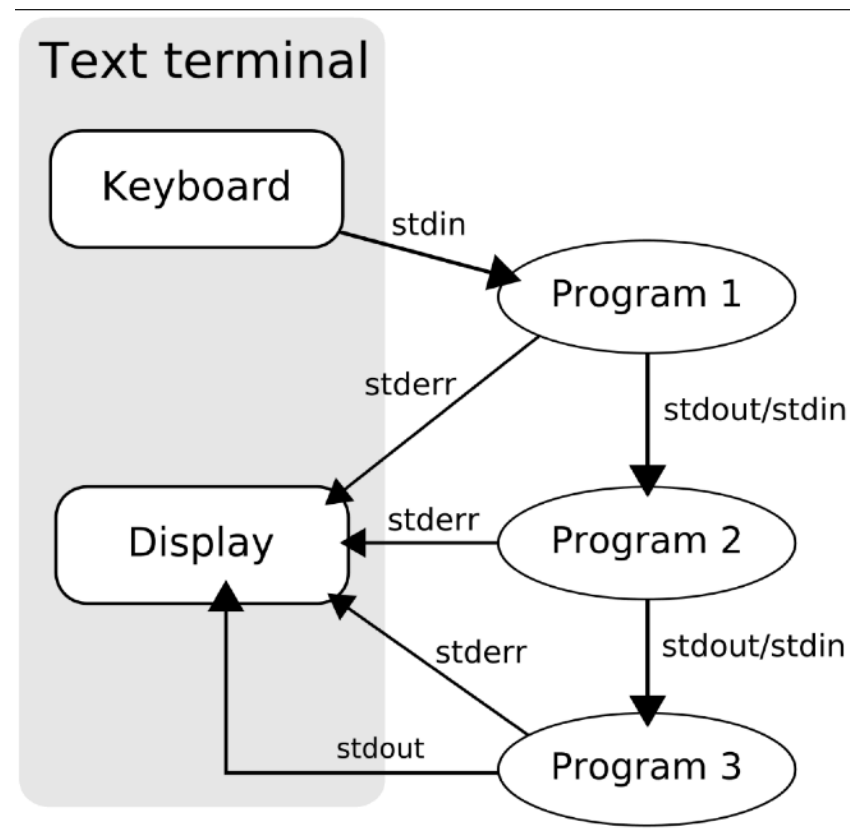 Text terminal
Keyboard
stdin
Program 1
stderr
stdout/stdin
Display
stderr
Program 2
stderr
stdout/stdin
stdout
Program 3